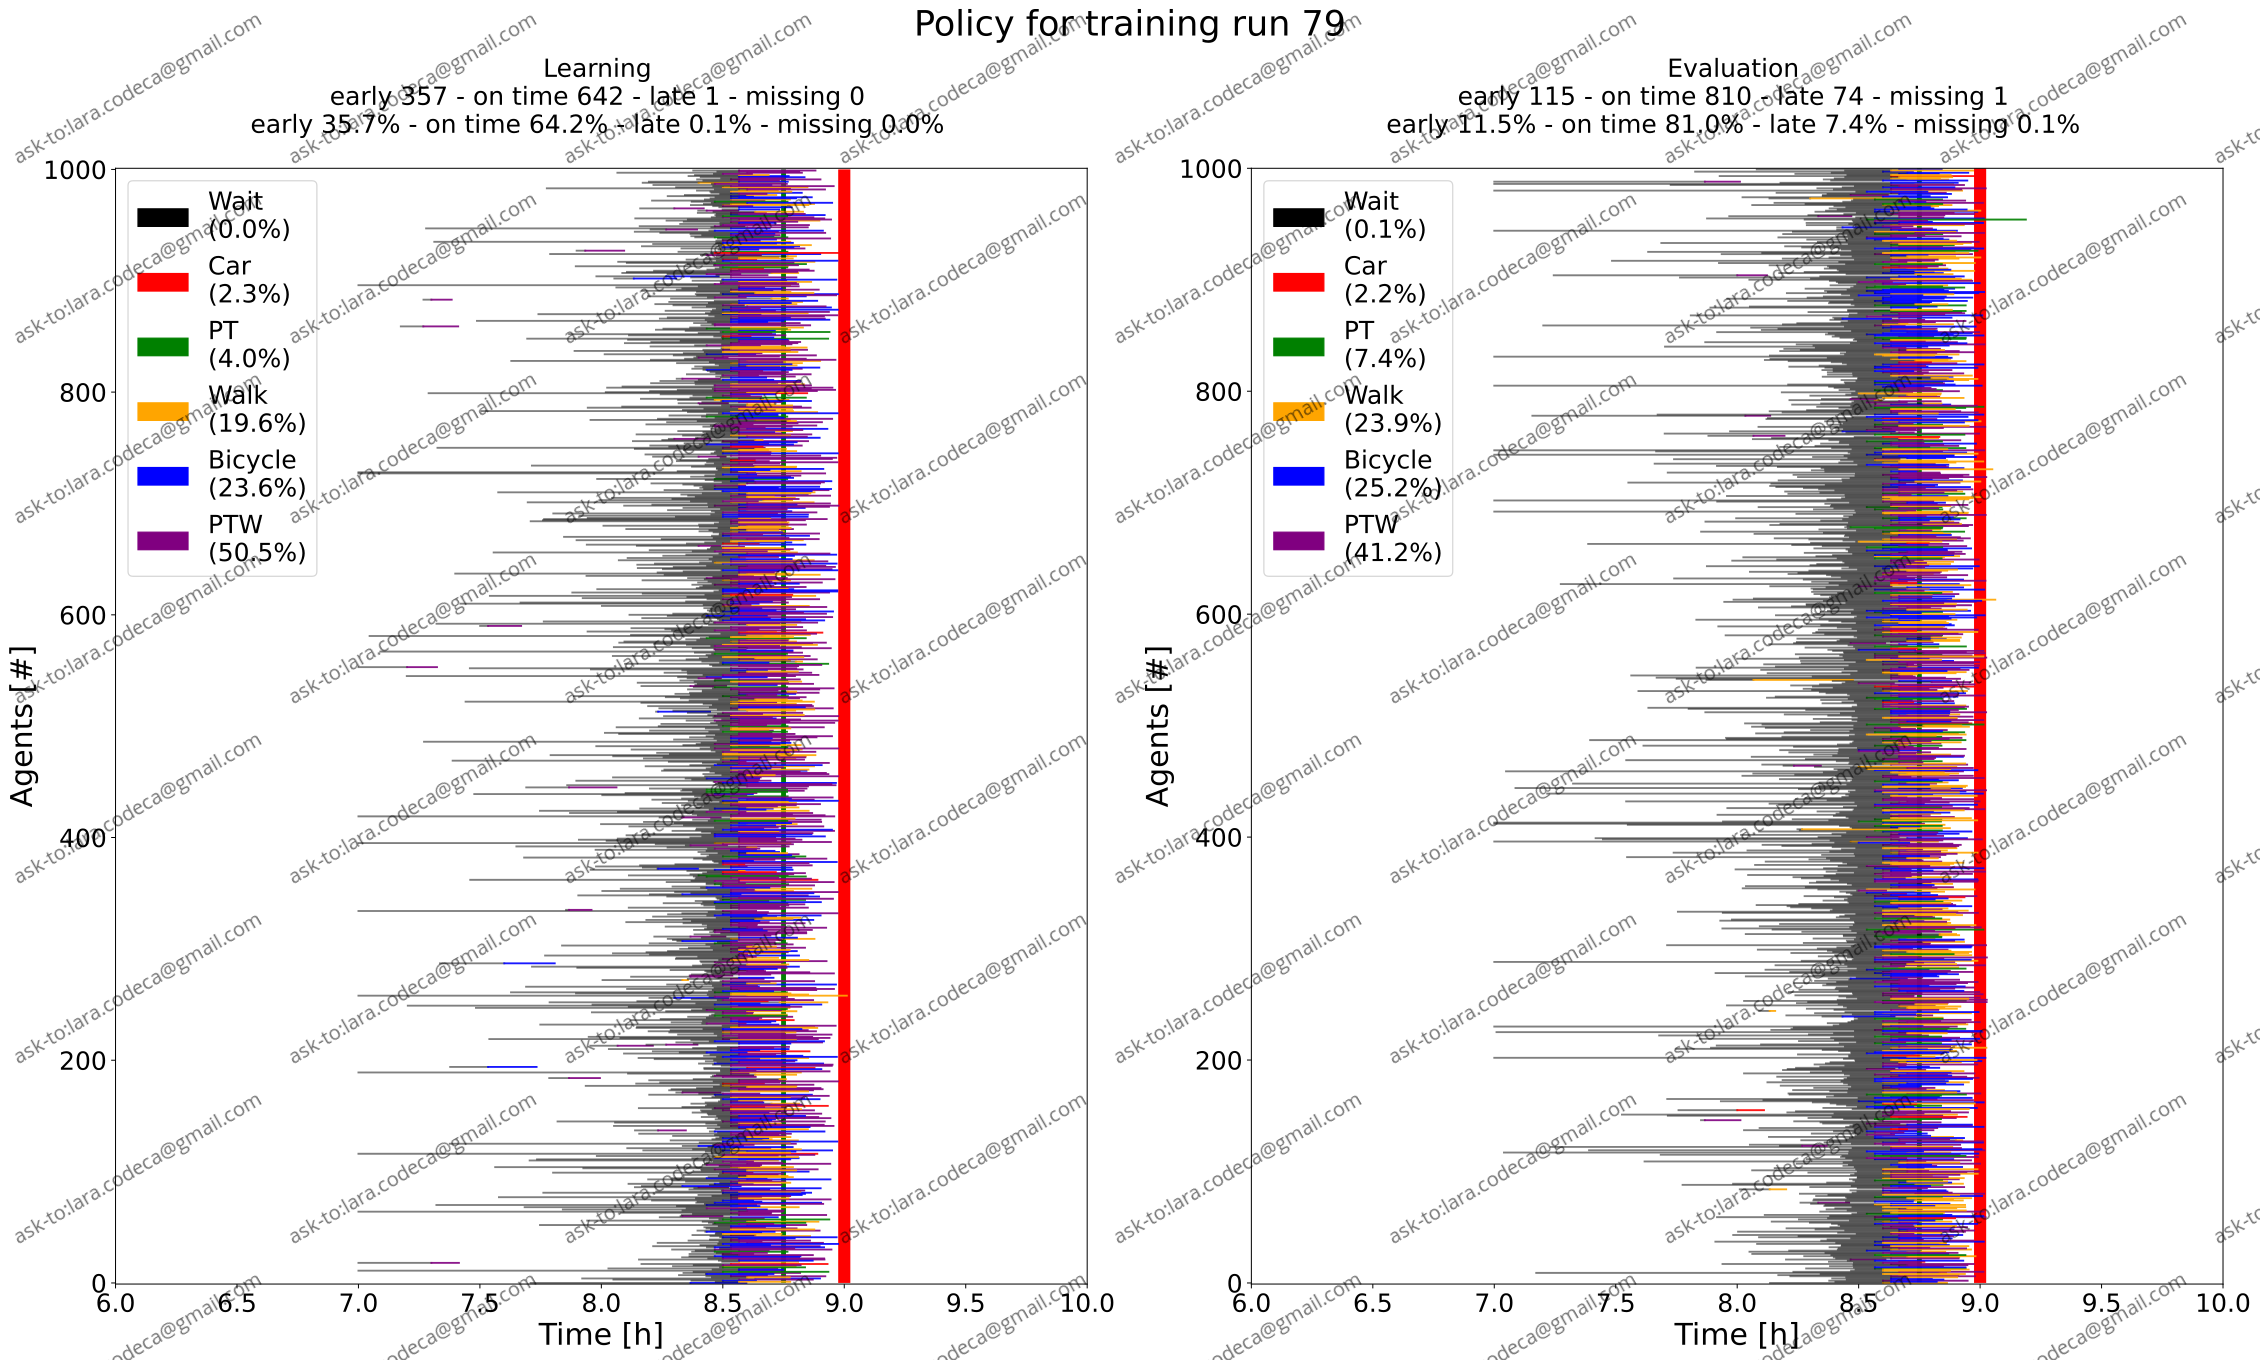 Policy for training run 79
Learning
early 357 - on time 642 - late 1 - missing 0
early 35.7% - on time 64.2% - late 0.1% - missing 0.0%
Evaluation
early 115 - on time 810 - late 74 - missing 1
early 11.5% - on time 81.0% - late 7.4% - missing 0.1%
1000
800
600
400
200
0
Agents [#]
Wait
(0.0%)
Car
(2.3%)
PT
(4.0%)
Walk
(19.6%)
Bicycle
(23.6%)
PTW
(50.5%)
6.0 6.5 7.0 7.5 8.0 8.5 9.0 9.5 10.0
Time [h]
1000
800
600
400
200
0
Agents [#]
Wait
(0.1%)
Car
(2.2%)
PT
(7.4%)
Walk
(23.9%)
Bicycle
(25.2%)
PTW
(41.2%)
6.0 6.5 7.0 7.5 8.0 8.5 9.0 9.5 10.0
Time [h]
ask-to:lara.codeca@gmail.com